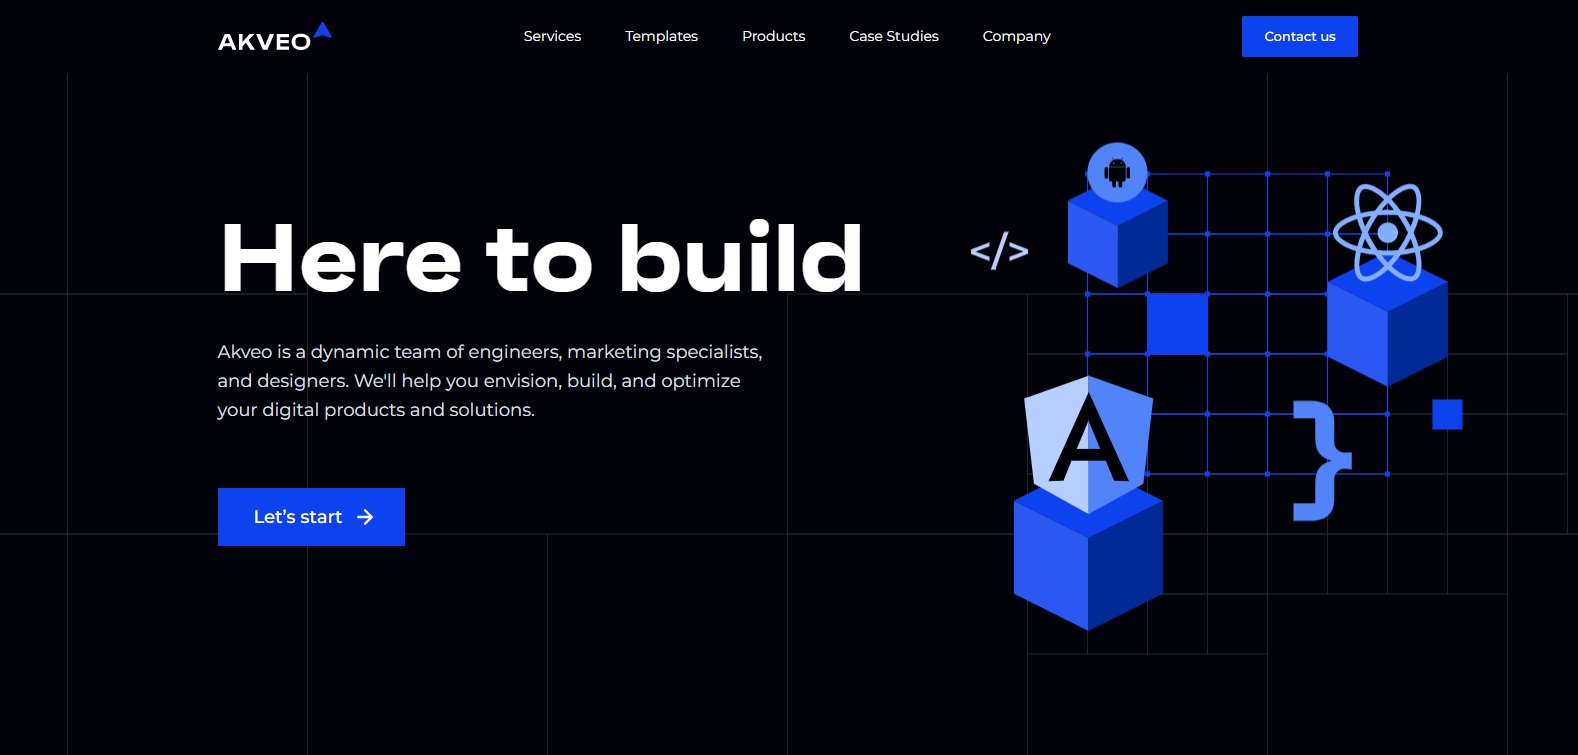 AKVEO
Services
Templates
Products
Case Studies
Company
Contact us
Here to build
</>
Akveo is a dynamic team of engineers, marketing specialists,
and designers. We'll help you envision, build, and optimize
your digital products and solutions.
A
}
Let's start